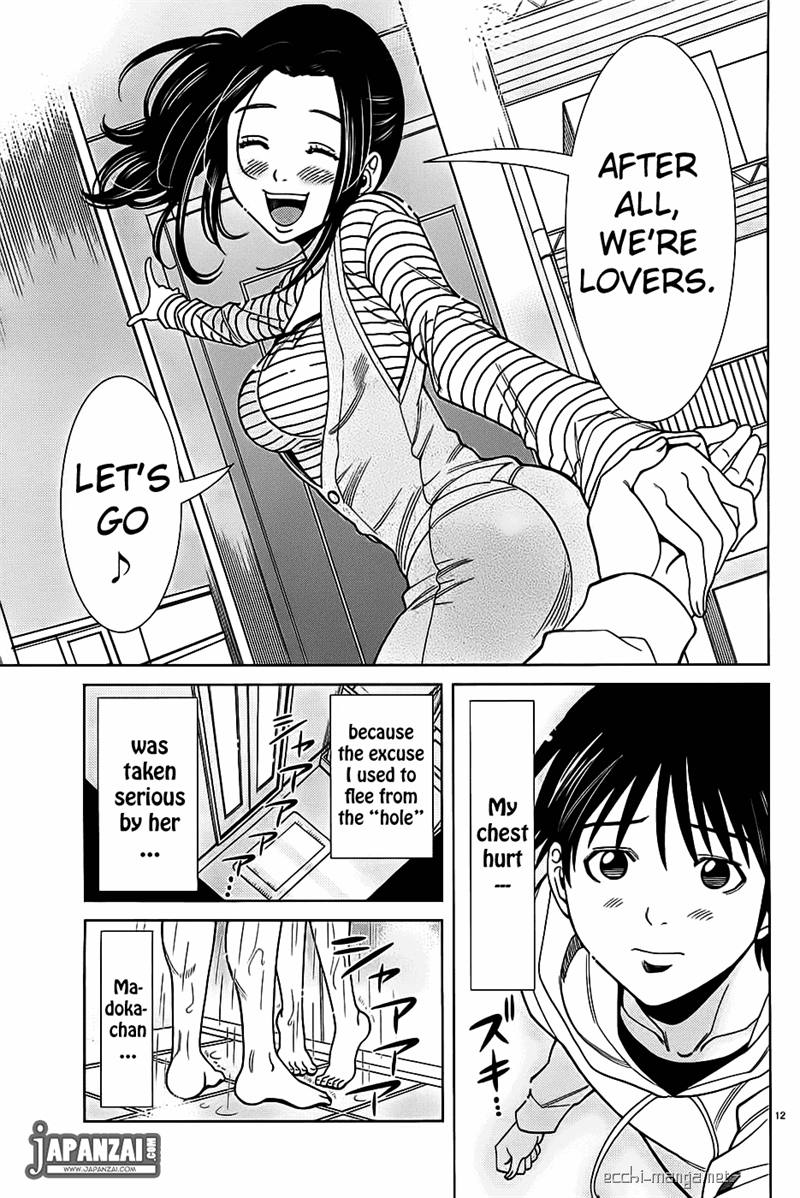 AFTER
ALL,
WE'RE
LOVERS.
LET'S
GO
♪
My
chest
hurt
---
ズキ…
because
the excuse
I used to
flee from
the “hole”
was
taken
serious
by her
...
シャアアア…
Ma-
doka-
chan
...
シャアアアア
12
JAPANZAI.COM
WWW.JAPANZAI.COM
ecchi-manga.net